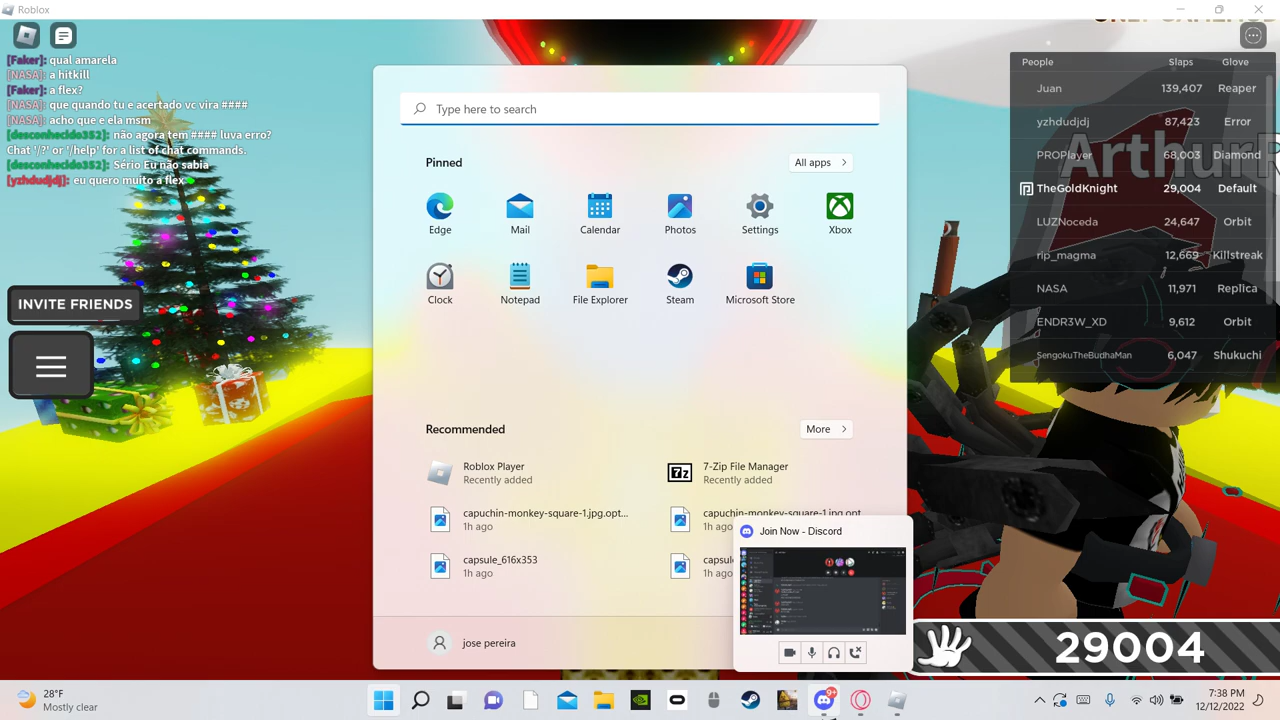 Roblox
[Faker]: qual amarela
[NASA]: a hitkill
[Faker]: a flex?
[NASA]: que quando tu e acertado vc vira ####
[NASA]: acho que e ela msm
[desconhecido352]: não agora tem #### luva erro?
Chat '/?' or '/help' for a list of chat commands.
[desconhecido352]: Sério Eu não sabia
[yzhdudjdj]: eu quero muito a flex
INVITE FRIENDS
Type here to search
Pinned
All apps
Edge
Mail
Calendar
Photos
Settings
Xbox
Clock
Notepad
File Explorer
Steam
Microsoft Store
Recommended
More
Roblox Player
Recently added
7-Zip File Manager
Recently added
capuchin-monkey-square-1.jpg.opt...
1h ago
capuchin-monkey-square-1.jpg.opt
1h ago
capsule_616x353
1h ago
capsu
1h ago
jose pereira
Join Now - Discord
People Slaps Glove
Juan 139,407 Reaper
yzhdudjdj 87,423 Error
PROPlayer 68,003 Diamond
TheGoldKnight 29,004 Default
LUZNoceda 24,647 Orbit
rip_magma 12,669 Killstreak
NASA 11,971 Replica
ENDR3W_XD 9,612 Orbit
SengokuTheBudhaMan 6,047 Shukuchi
29004
28°F
Mostly clear
9+
7:38 PM
12/12/2022